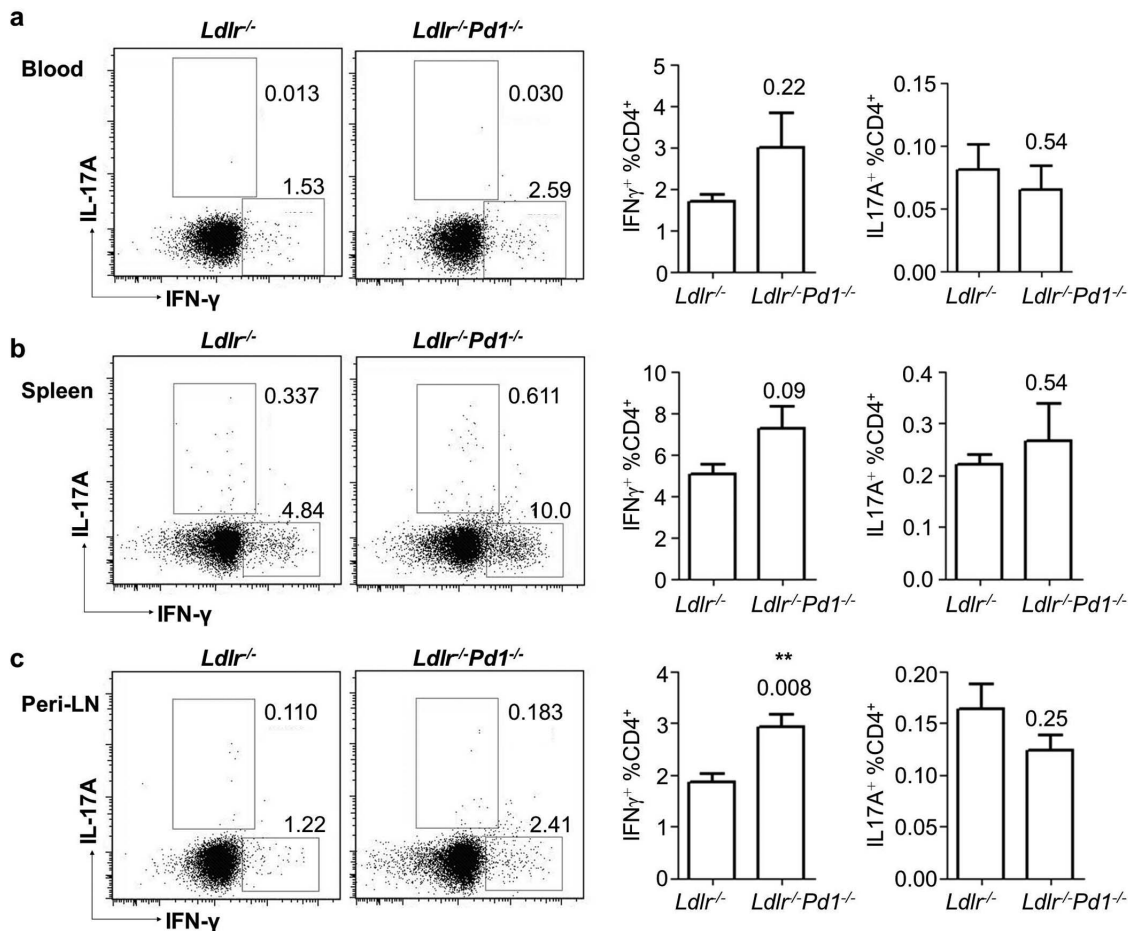 a
Ldlr⁻/⁻
Ldlr⁻/⁻Pd1⁻/⁻
Blood
0.013
0.030
1.53
2.59
IL-17A
IFN-γ
5
4
3
2
1
0
IFNγ⁺ %CD4⁺
0.22
Ldlr⁻/⁻
Ldlr⁻/⁻Pd1⁻/⁻
0.15
0.10
0.05
0.00
IL17A⁺ %CD4⁺
0.54
Ldlr⁻/⁻
Ldlr⁻/⁻Pd1⁻/⁻
b
Ldlr⁻/⁻
Ldlr⁻/⁻Pd1⁻/⁻
Spleen
0.337
0.611
4.84
10.0
IL-17A
IFN-γ
10
8
6
4
2
0
IFNγ⁺ %CD4⁺
0.09
Ldlr⁻/⁻
Ldlr⁻/⁻Pd1⁻/⁻
0.4
0.3
0.2
0.1
0.0
IL17A⁺ %CD4⁺
0.54
Ldlr⁻/⁻
Ldlr⁻/⁻Pd1⁻/⁻
c
Ldlr⁻/⁻
Ldlr⁻/⁻Pd1⁻/⁻
Peri-LN
0.110
0.183
1.22
2.41
IL-17A
IFN-γ
4
3
2
1
0
IFNγ⁺ %CD4⁺
**
0.008
Ldlr⁻/⁻
Ldlr⁻/⁻Pd1⁻/⁻
0.20
0.15
0.10
0.05
0.00
IL17A⁺ %CD4⁺
0.25
Ldlr⁻/⁻
Ldlr⁻/⁻Pd1⁻/⁻